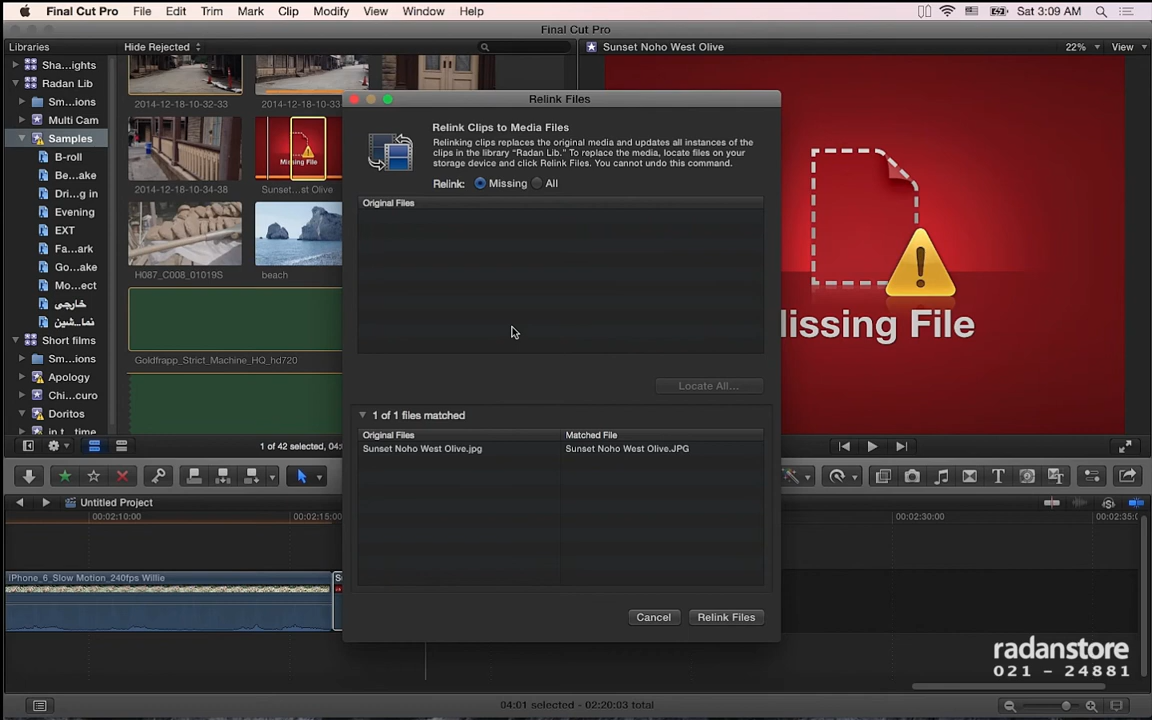 Final Cut Pro File Edit Trim Mark Clip Modify View Window Help Sat 3:09 AM
Final Cut Pro
Libraries Hide Rejected Sunset Noho West Olive 22% View
Sha...ights
Radan Lib
Sm...ions
Multi Cam
Samples
B-roll
Be...ake
Dri...g in
Evening
EXT
Fa...ark
Go...ake
Mo...ect
خارجی
نما...شین
Short films
Sm...ions
Apology
Chi...curo
Doritos
in t...time
2014-12-18-10-32-33
2014-12-18-10-33
2014-12-18-10-34-38
Missing File
Sunset...st Olive
H087_C008_01019S
beach
Goldfrapp_Strict_Machine_HQ_hd720
Relink Files
Relink Clips to Media Files
Relinking clips replaces the original media and updates all instances of the
clips in the library “Radan Lib.” To replace the media, locate files on your
storage device and click Relink Files. You cannot undo this command.
Relink: Missing All
Original Files
Locate All...
1 of 1 files matched
Original Files Matched File
Sunset Noho West Olive.jpg Sunset Noho West Olive.JPG
Cancel Relink Files
issing File
1 of 42 selected, 04:0
Untitled Project
00:02:10:00 00:02:15:00 00:02:30:00 00:02:35:0
iPhone_6_Slow Motion_240fps Willie
radanstore
021 - 24881
04:01 selected - 02:20:03 total